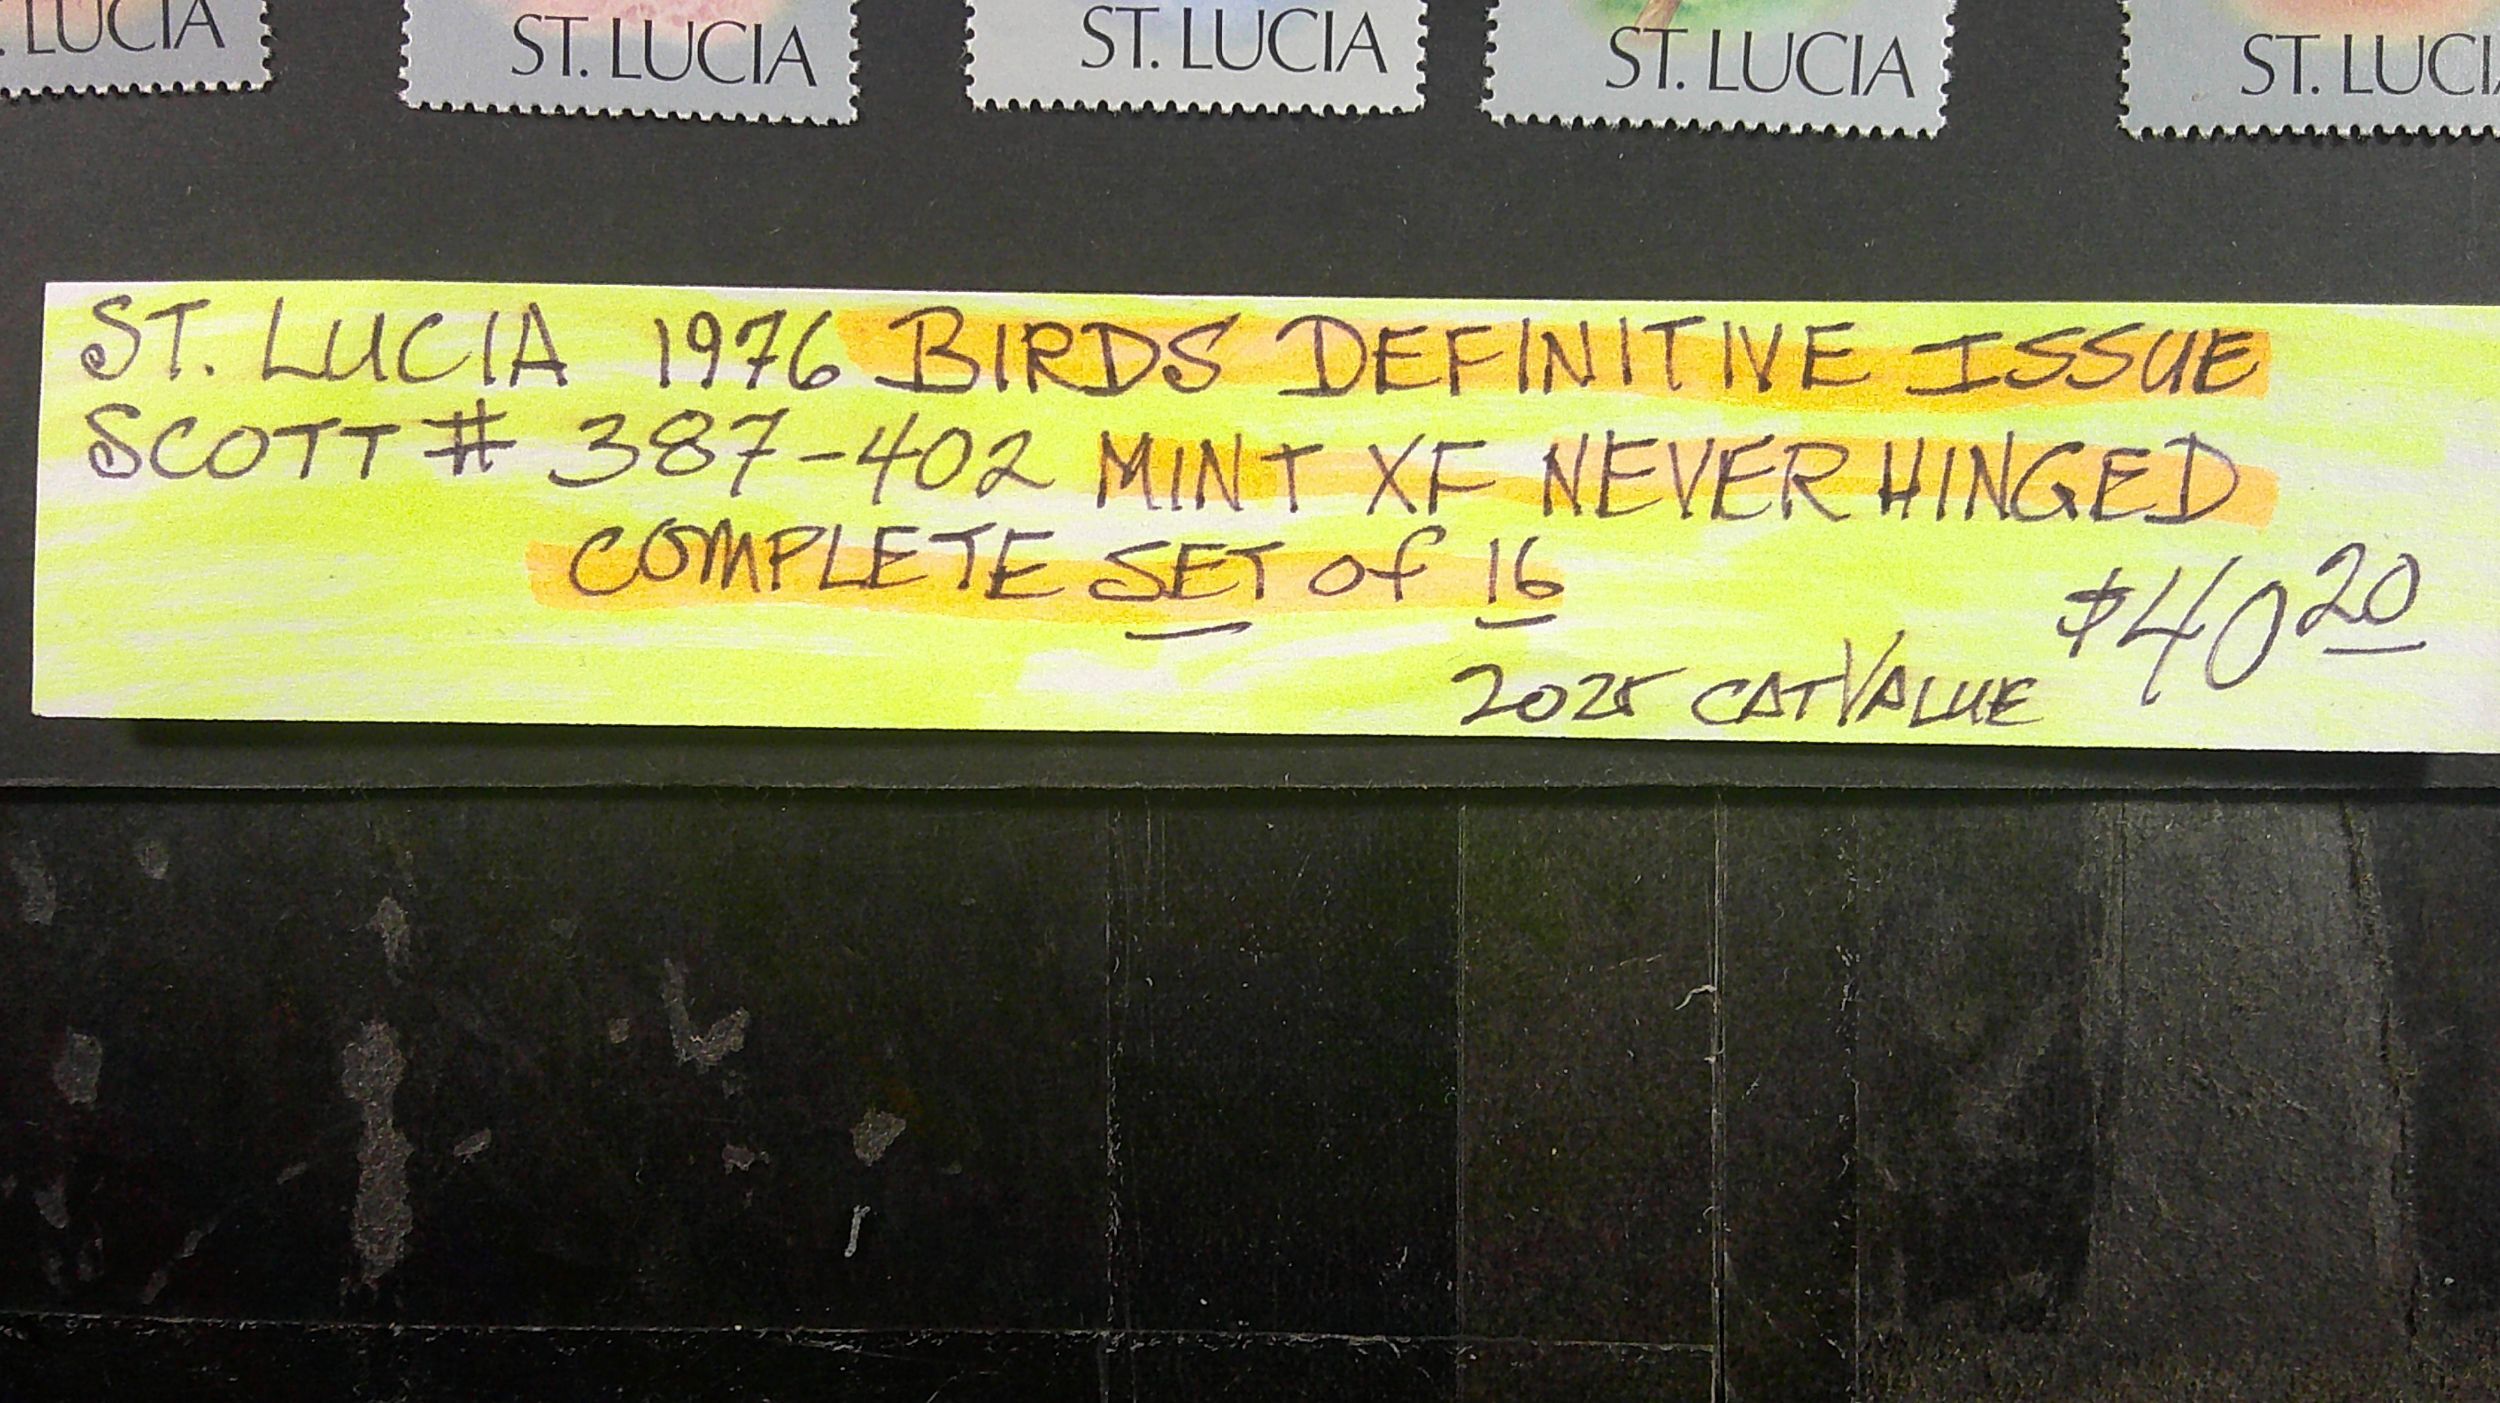 . LUCIA
ST. LUCIA
ST. LUCIA
ST. LUCIA
ST. LUCI
ST. LUCIA 1976 BIRDS DEFINITIVE ISSUE
SCOTT # 387-402 MINT XF NEVER HINGED
COMPLETE SET of 16
2025 CAT VALUE $40 20